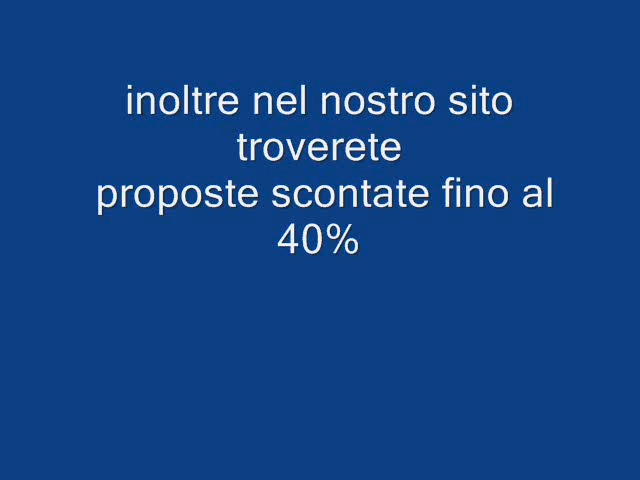 inoltre nel nostro sito
troverete
proposte scontate fino al
40%